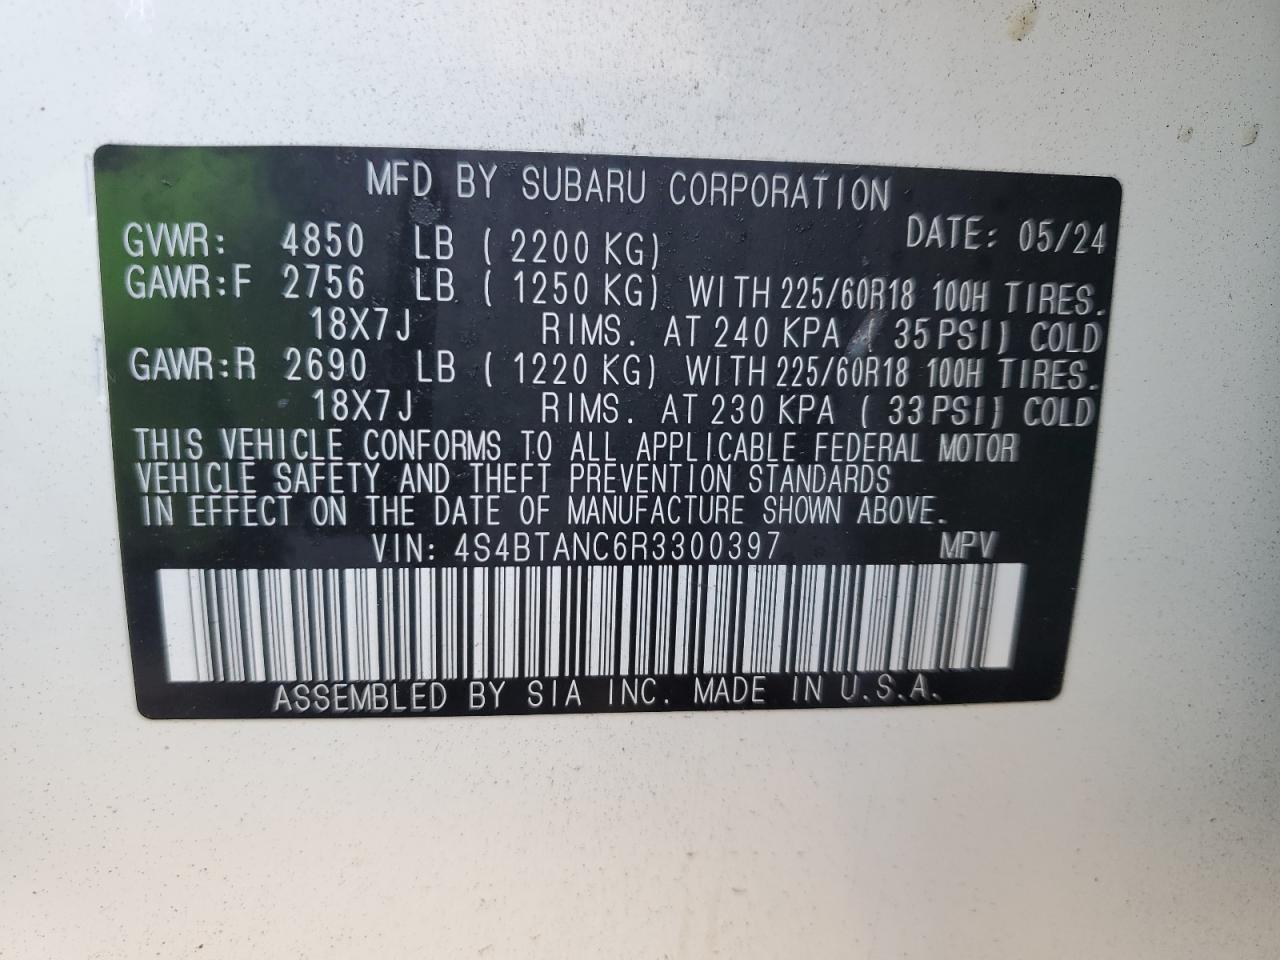 MFD BY SUBARU CORPORATION
GVWR: 4850 LB ( 2200 KG) DATE: 05/24
GAWR:F 2756 LB ( 1250 KG) WITH 225/60R18 100H TIRES.
18X7J RIMS. AT 240 KPA ( 35 PSI) COLD
GAWR:R 2690 LB ( 1220 KG) WITH 225/60R18 100H TIRES.
18X7J RIMS. AT 230 KPA ( 33 PSI) COLD
THIS VEHICLE CONFORMS TO ALL APPLICABLE FEDERAL MOTOR
VEHICLE SAFETY AND THEFT PREVENTION STANDARDS
IN EFFECT ON THE DATE OF MANUFACTURE SHOWN ABOVE.
VIN: 4S4BTANC6R3300397 MPV
ASSEMBLED BY SIA INC. MADE IN U.S.A.